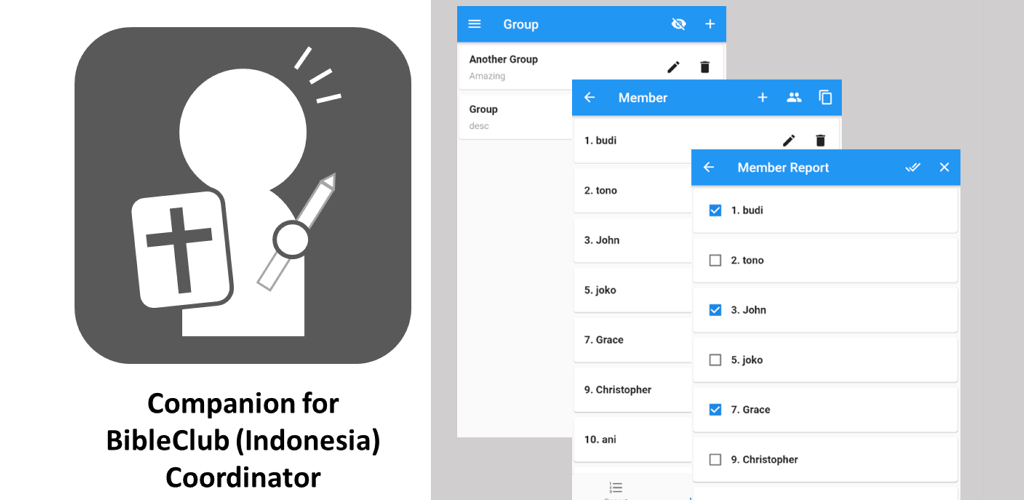 Companion for
BibleClub (Indonesia)
Coordinator
Group
Another Group
Amazing
Group
desc
Member
1. budi
2. tono
3. John
5. joko
7. Grace
9. Christopher
10. ani
Member Report
1. budi
2. tono
3. John
5. joko
7. Grace
9. Christopher